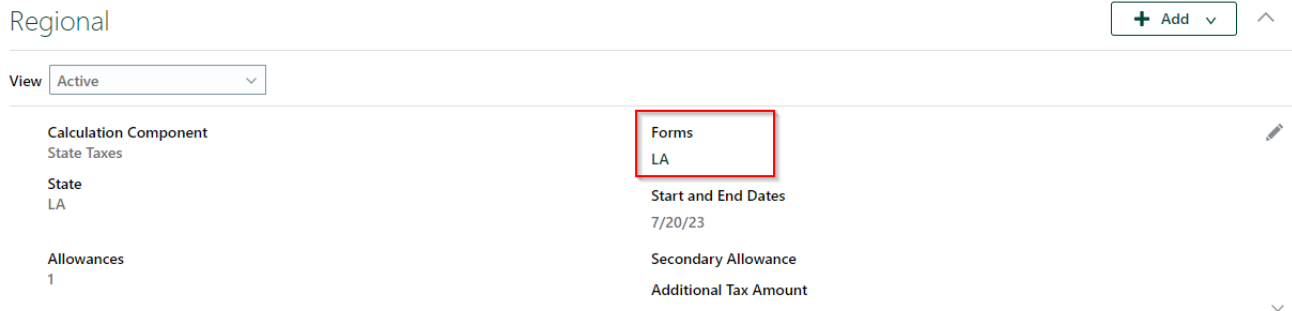 Regional
+ Add
View Active
Calculation Component
State Taxes
State
LA
Allowances
1
Forms
LA
Start and End Dates
7/20/23
Secondary Allowance
Additional Tax Amount